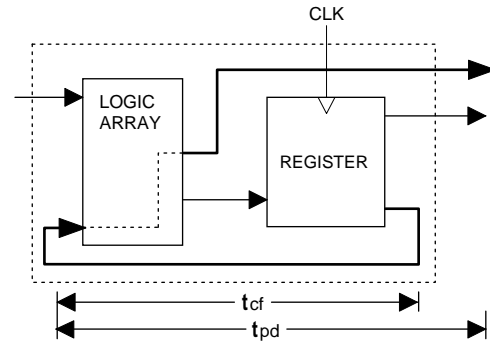 CLK
LOGIC
ARRAY
REGISTER
tcf
tpd